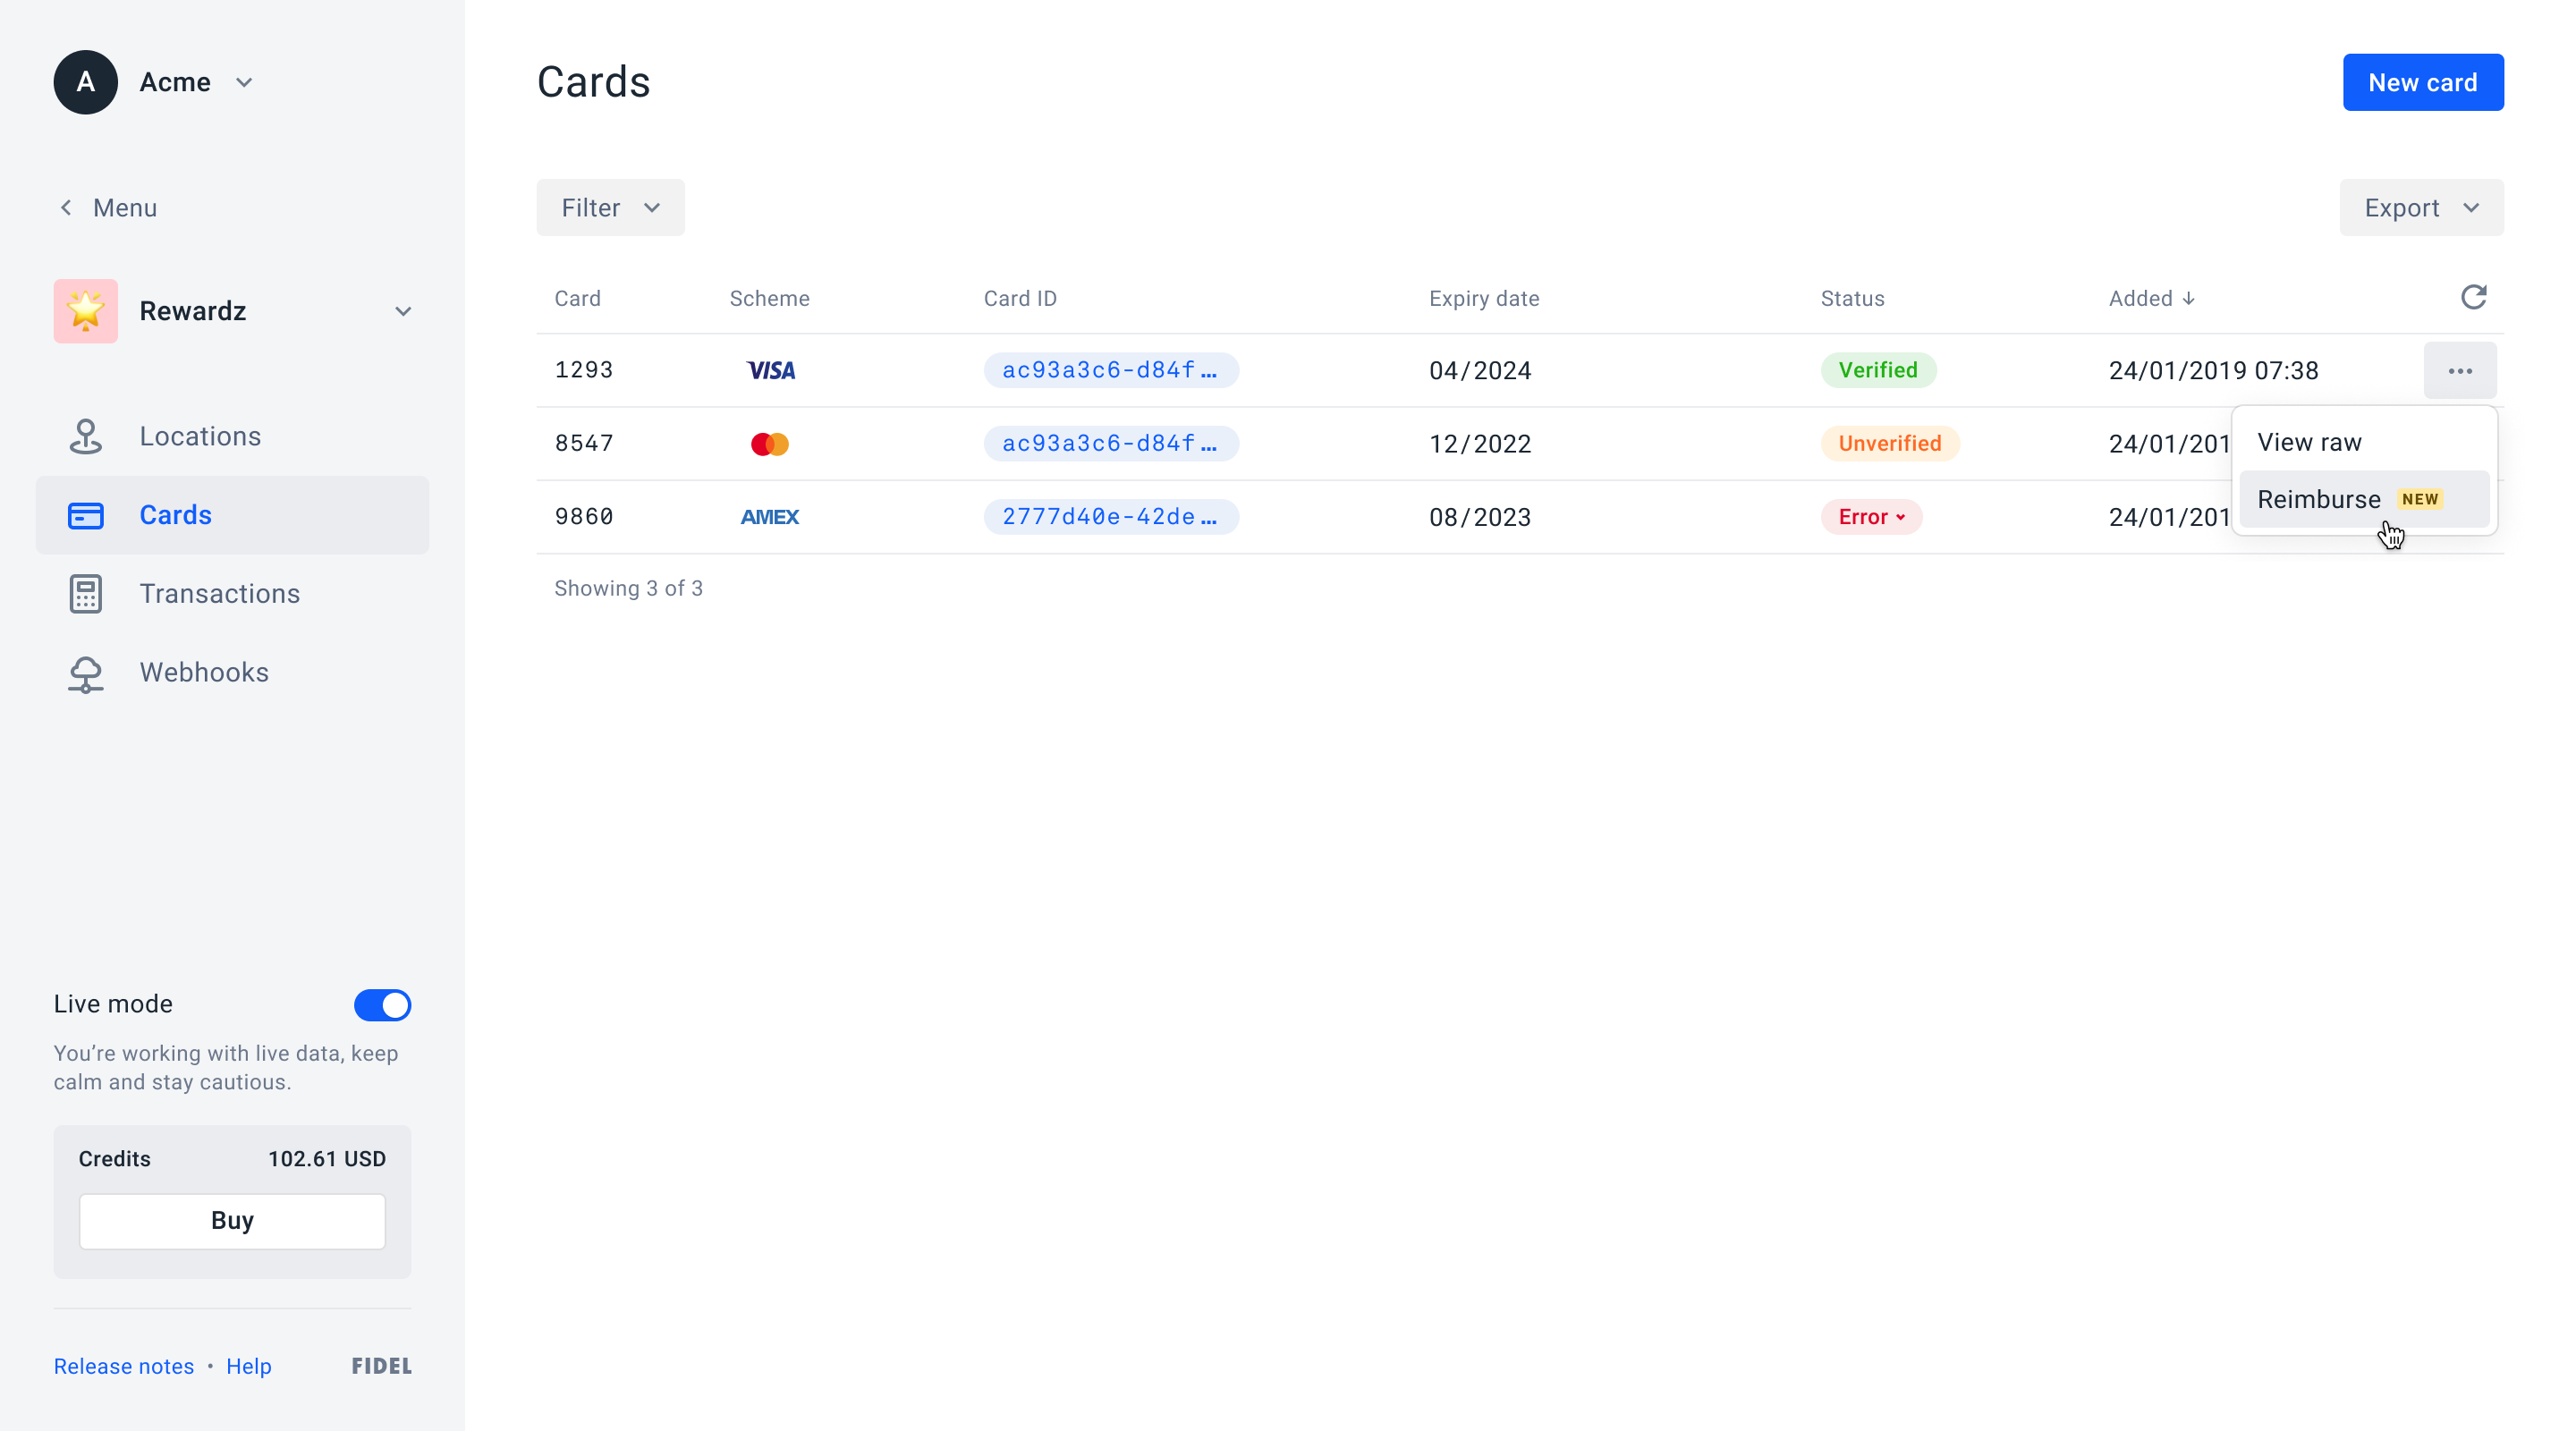 A Acme
Menu
Rewardz
Locations
Cards
Transactions
Webhooks
Live mode
You’re working with live data, keep
calm and stay cautious.
Credits 102.61 USD
Buy
Release notes • Help FIDEL
Cards
New card
Filter
Export
Card Scheme Card ID Expiry date Status Added
1293 VISA ac93a3c6-d84f... 04/2024 Verified 24/01/2019 07:38
8547 ac93a3c6-d84f... 12/2022 Unverified 24/01/201
9860 AMEX 2777d40e-42de... 08/2023 Error 24/01/201
View raw
Reimburse NEW
Showing 3 of 3